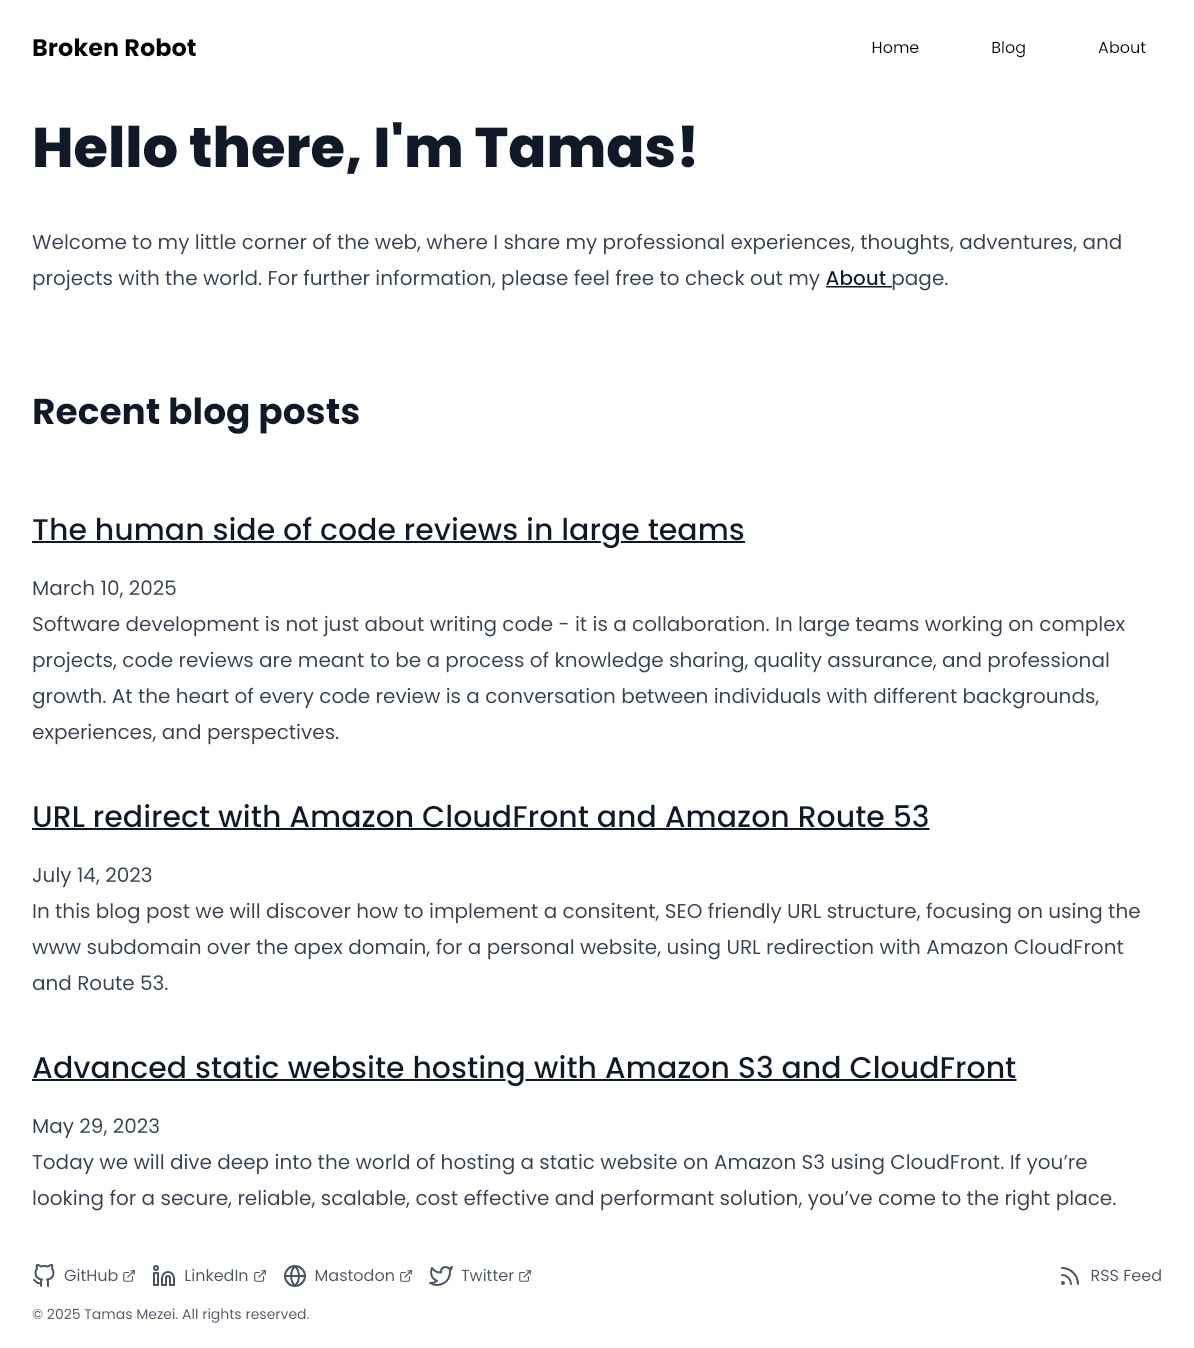 Broken Robot
Home
Blog
About
Hello there, I'm Tamas!
Welcome to my little corner of the web, where I share my professional experiences, thoughts, adventures, and
projects with the world. For further information, please feel free to check out my About page.
Recent blog posts
The human side of code reviews in large teams
March 10, 2025
Software development is not just about writing code - it is a collaboration. In large teams working on complex
projects, code reviews are meant to be a process of knowledge sharing, quality assurance, and professional
growth. At the heart of every code review is a conversation between individuals with different backgrounds,
experiences, and perspectives.
URL redirect with Amazon CloudFront and Amazon Route 53
July 14, 2023
In this blog post we will discover how to implement a consitent, SEO friendly URL structure, focusing on using the
www subdomain over the apex domain, for a personal website, using URL redirection with Amazon CloudFront
and Route 53.
Advanced static website hosting with Amazon S3 and CloudFront
May 29, 2023
Today we will dive deep into the world of hosting a static website on Amazon S3 using CloudFront. If you’re
looking for a secure, reliable, scalable, cost effective and performant solution, you’ve come to the right place.
GitHub
LinkedIn
Mastodon
Twitter
RSS Feed
© 2025 Tamas Mezei. All rights reserved.